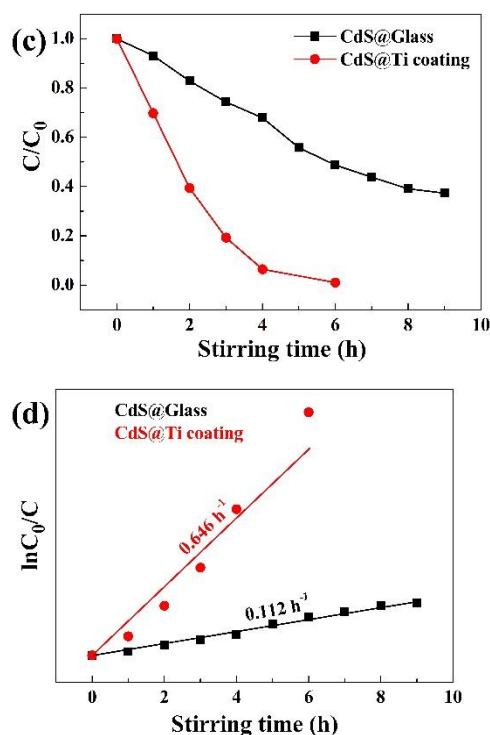 (c)
CdS@Glass
CdS@Ti coating
C/C₀
1.0
0.8
0.6
0.4
0.2
0.0
0 2 4 6 8 10
Stirring time (h)
(d)
CdS@Glass
CdS@Ti coating
lnC₀/C
0.646 h⁻¹
0.112 h⁻¹
0 2 4 6 8 10
Stirring time (h)